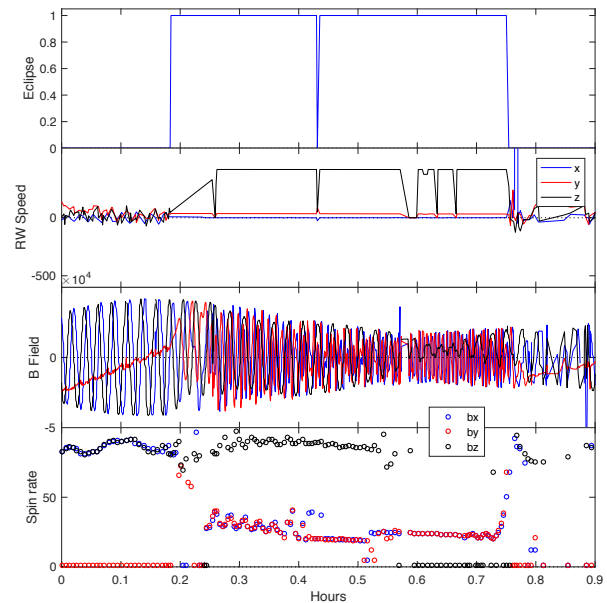 1
0.8
0.6
0.4
0.2
0
Eclipse
x
y
z
0
-500
RW Speed
×10⁴
0
-5
B Field
bx
by
bz
50
0
Spin rate
0 0.1 0.2 0.3 0.4 0.5 0.6 0.7 0.8 0.9
Hours